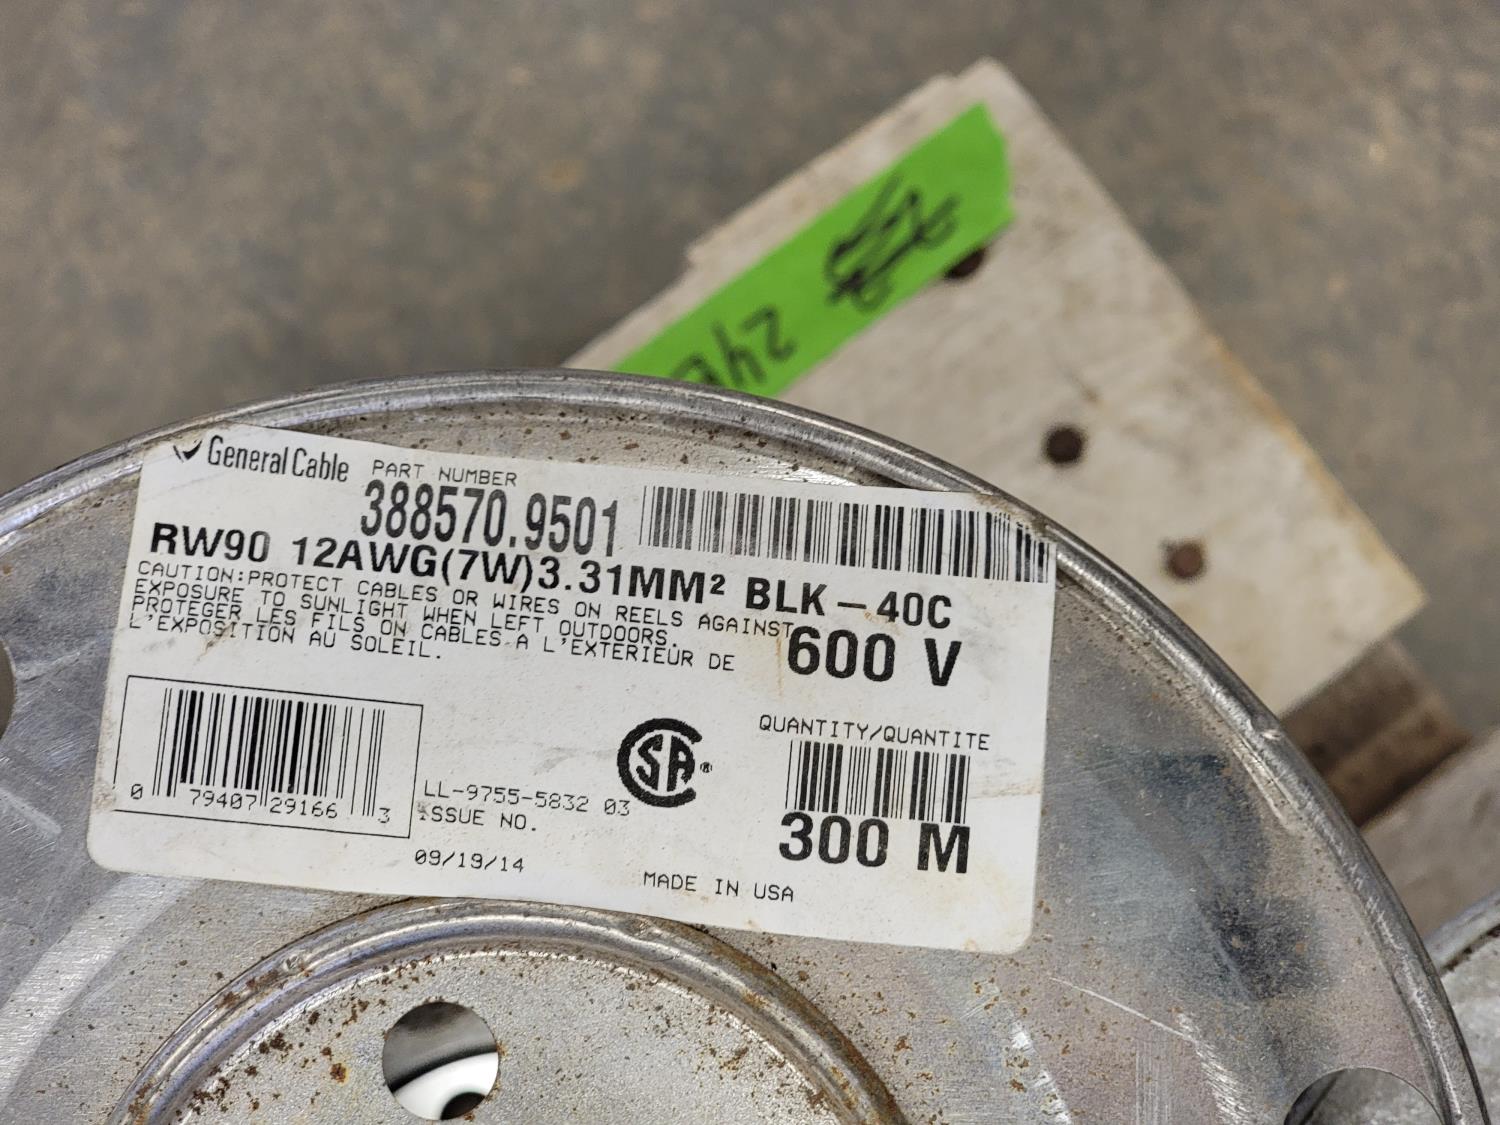 General Cable PART NUMBER
388570.9501
RW90 12AWG(7W)3.31MM² BLK – 40C
CAUTION:PROTECT CABLES OR WIRES ON REELS AGAINST
EXPOSURE TO SUNLIGHT WHEN LEFT OUTDOORS.
PROTEGER LES FILS ON CABLES A L'EXTERIEUR DE
L'EXPOSITION AU SOLEIL.
600 V
QUANTITY/QUANTITE
300 M
0 79407 29166 3
LL-9755-5832 03
ISSUE NO.
09/19/14
MADE IN USA
CSA®